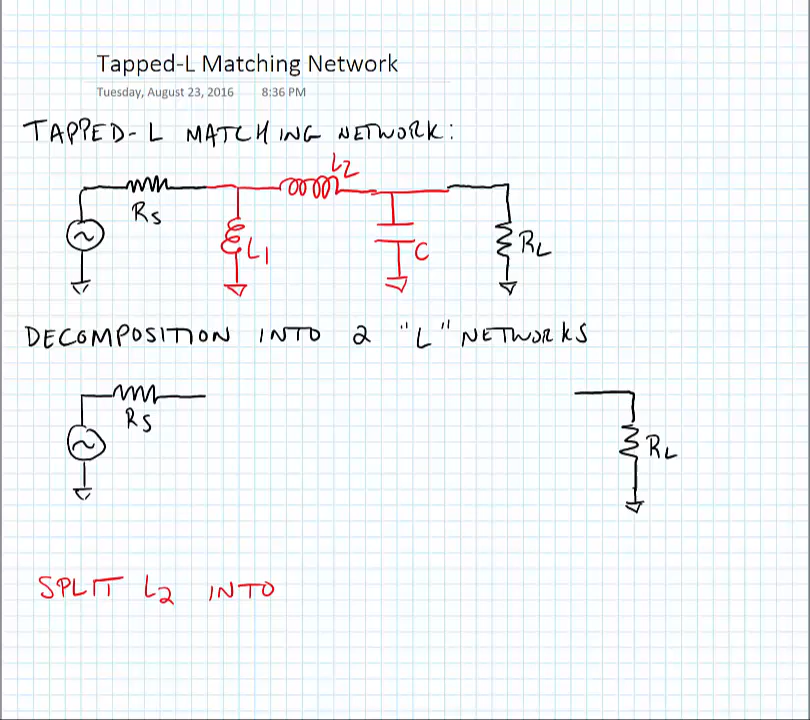 Tapped-L Matching Network
Tuesday, August 23, 2016 8:36 PM
TAPPED-L MATCHING NETWORK:
L2
RS
L1
C
RL
DECOMPOSITION INTO 2 "L" NETWORKS
RS
RL
SPLIT L2 INTO